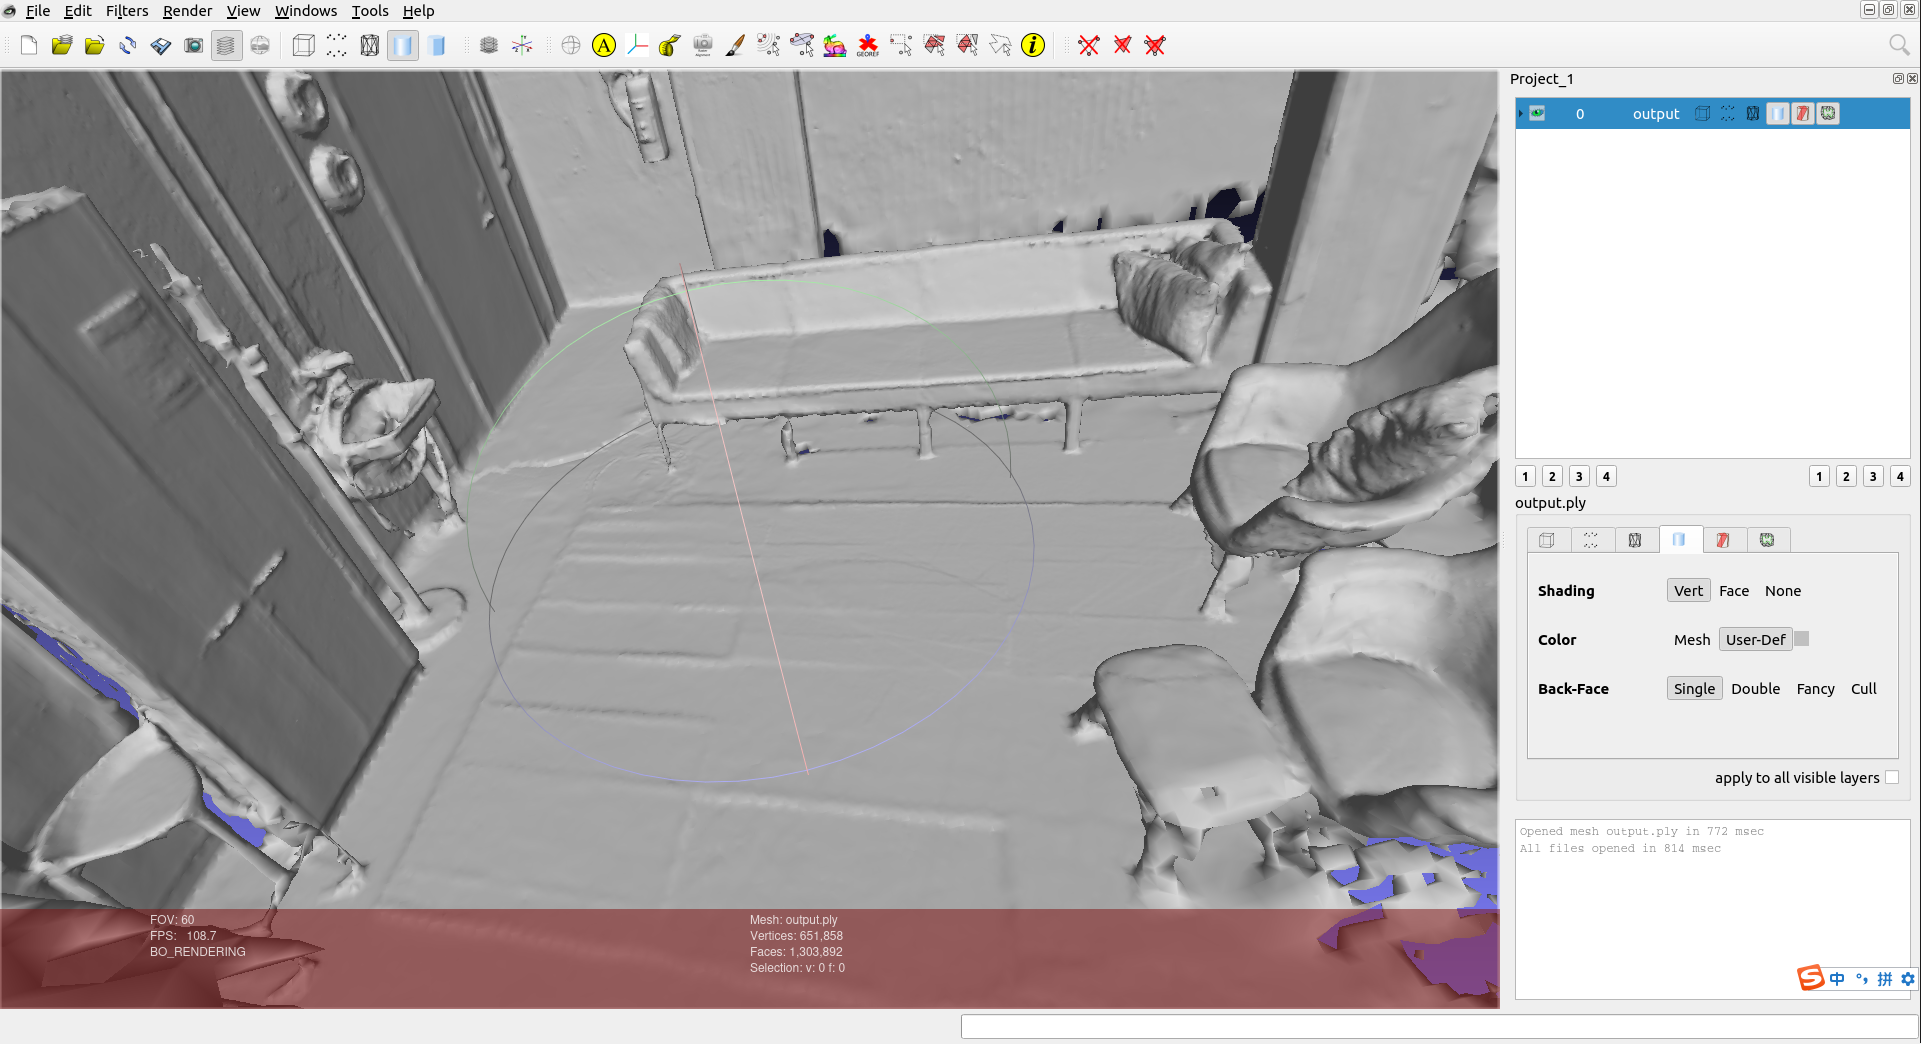 File Edit Filters Render View Windows Tools Help
A
GEOREF
i
Project_1
0 output
1 2 3 4 1 2 3 4
output.ply
Shading Vert Face None
Color Mesh User-Def
Back-Face Single Double Fancy Cull
apply to all visible layers
Opened mesh output.ply in 772 msec
All files opened in 814 msec
FOV: 60
FPS: 108.7
BO_RENDERING
Mesh: output.ply
Vertices: 651,858
Faces: 1,303,892
Selection: v: 0 f: 0
S 中 °, 拼